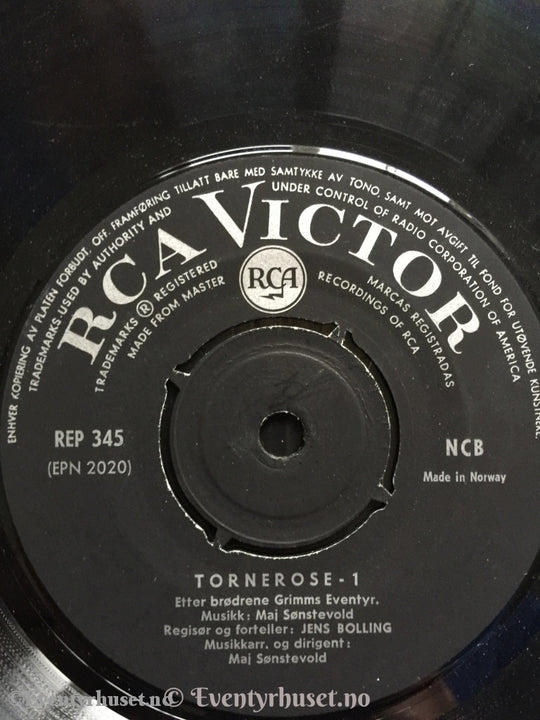 ENHVER KOPIERING AV PLATEN FORBUDT, OFF. FRAMFØRING TILLATT BARE MED SAMTYKKE AV TONO, SAMT MOT AVGIFT TIL FOND FOR UTØVENDE
TRADEMARKS USED BY AUTHORITY AND UNDER CONTROL OF RADIO CORPORATION OF AMERICA
RCA VICTOR
TRADEMARKS ® REGISTERED MARCAS REGISTRADAS
MADE FROM MASTER RECORDINGS OF RCA
RCA
REP 345
(EPN 2020)
NCB
Made in Norway
TORNEROSE - 1
Etter brødrene Grimms Eventyr.
Musikk: Maj Sønstevold
Regisør og forteller: JENS BOLLING
Musikkarr. og dirigent:
Maj Sønstevold
© Eventyrhuset.no